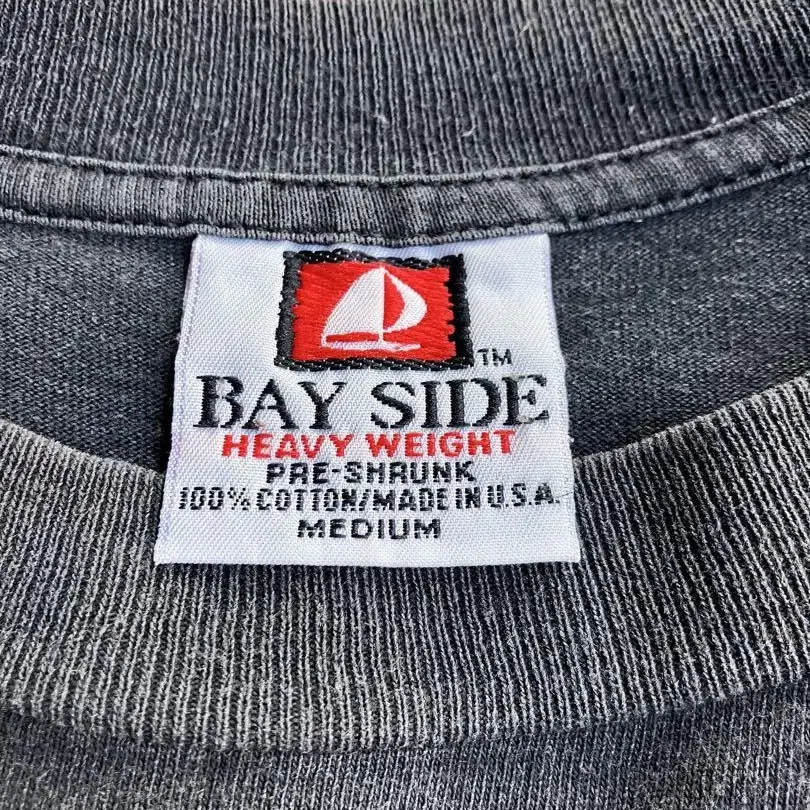 TM
BAY SIDE
HEAVY WEIGHT
PRE-SHRUNK
100% COTTON/MADE IN U.S.A.
MEDIUM